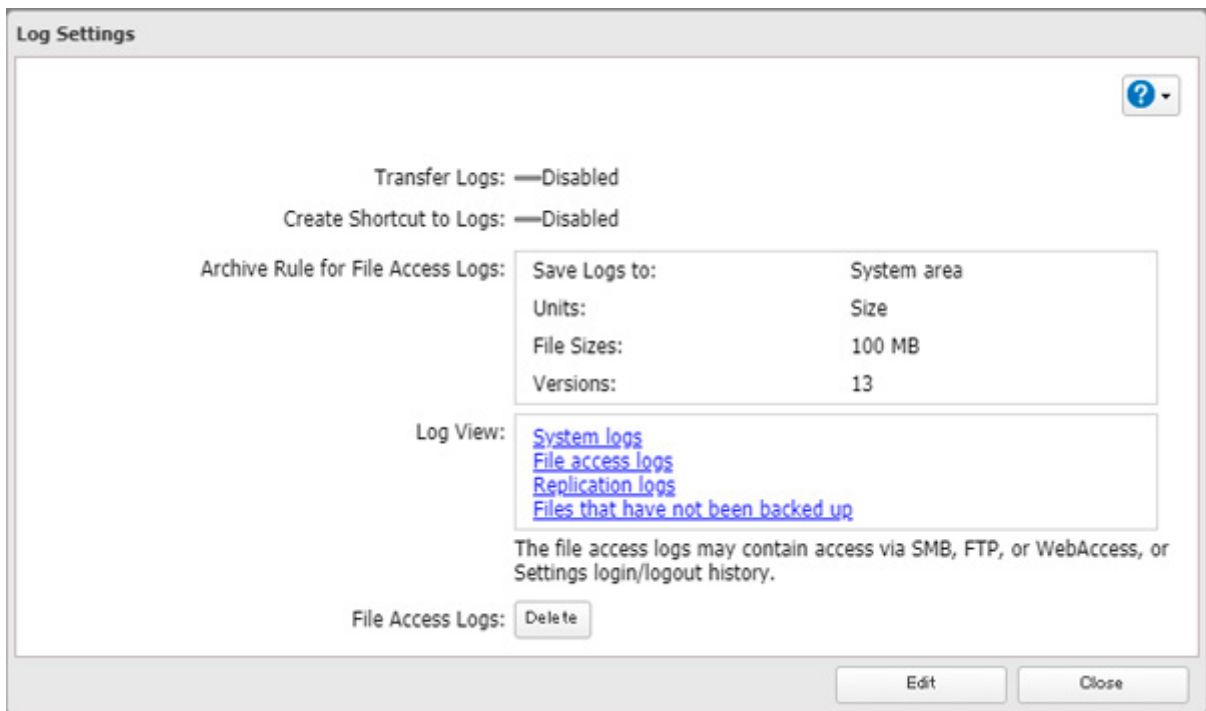 Log Settings
?
Transfer Logs: Disabled
Create Shortcut to Logs: Disabled
Archive Rule for File Access Logs: Save Logs to: System area
Units: Size
File Sizes: 100 MB
Versions: 13
Log View: System logs
File access logs
Replication logs
Files that have not been backed up
The file access logs may contain access via SMB, FTP, or WebAccess, or
Settings login/logout history.
File Access Logs: Delete
Edit Close